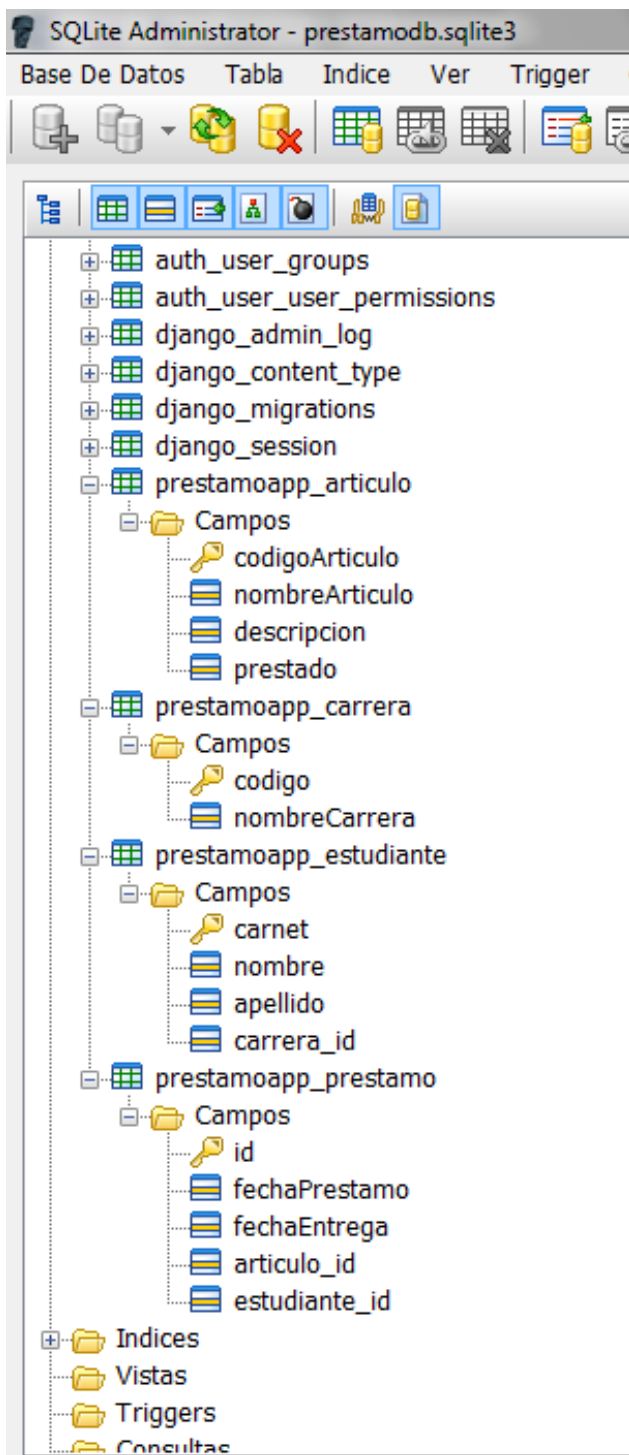 SQLite Administrator - prestamodb.sqlite3
Base De Datos Tabla Indice Ver Trigger
auth_user_groups
auth_user_user_permissions
django_admin_log
django_content_type
django_migrations
django_session
prestamoapp_articulo
Campos
codigoArticulo
nombreArticulo
descripcion
prestado
prestamoapp_carrera
Campos
codigo
nombreCarrera
prestamoapp_estudiante
Campos
carnet
nombre
apellido
carrera_id
prestamoapp_prestamo
Campos
id
fechaPrestamo
fechaEntrega
articulo_id
estudiante_id
Indices
Vistas
Triggers
Consultas